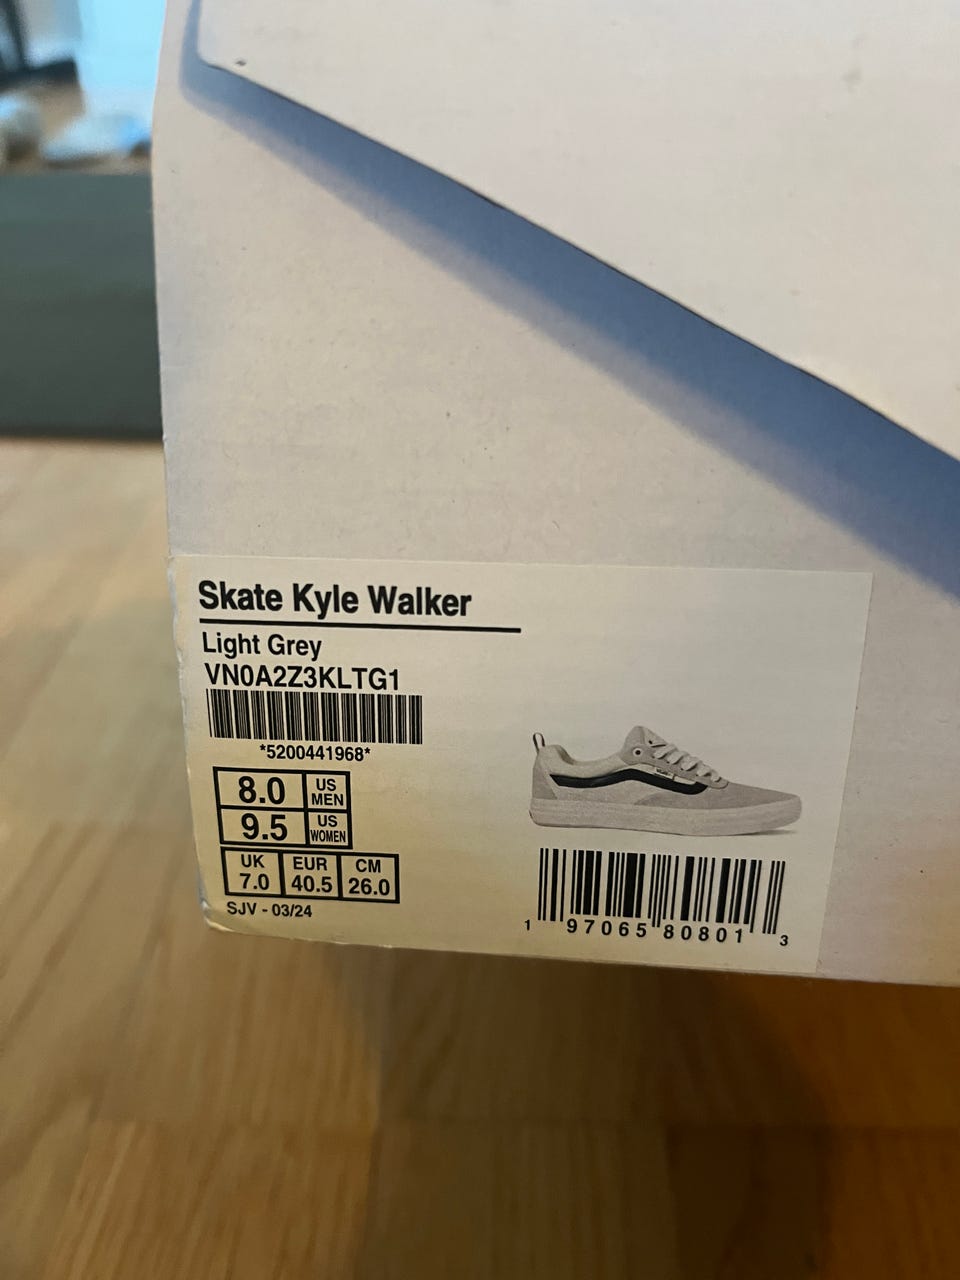 Skate Kyle Walker
Light Grey
VN0A2Z3KLTG1
*5200441968*
8.0 US MEN
9.5 US WOMEN
UK EUR CM
7.0 40.5 26.0
SJV - 03/24
1 97065 80801 3